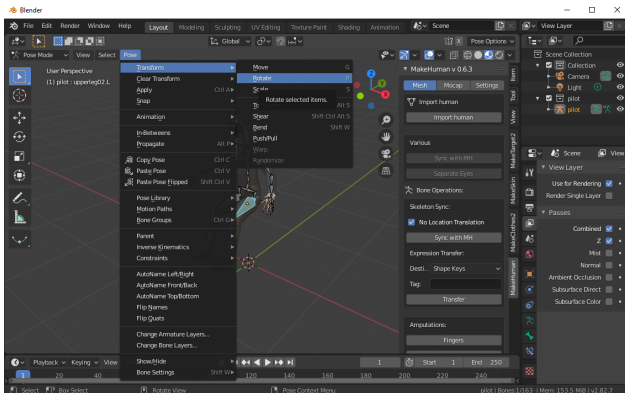 Blender
File Edit Render Window Help Layout Modeling Sculpting UV Editing Texture Paint Shading Animation Scene View Layer
Global Pose Options
Pose Mode View Select Pose
User Perspective
(1) pilot : upperleg02.L
Transform
Clear Transform
Apply Ctrl A
Snap
Animation
In-Betweens
Propagate Alt P
Copy Pose Ctrl C
Paste Pose Ctrl V
Paste Pose Flipped Shift Ctrl V
Pose Library
Motion Paths
Bone Groups Ctrl G
Parent
Inverse Kinematics
Constraints
AutoName Left/Right
AutoName Front/Back
AutoName Top/Bottom
Flip Names
Flip Quats
Change Armature Layers...
Change Bone Layers...
Show/Hide
Bone Settings Shift W
Move G
Rotate R
Scale S
Rotate selected items.
To Alt S
Shear Shift Ctrl Alt S
Bend Shift W
Push/Pull
Warp
Randomize
MakeHuman v 0.6.3
Mesh Mocap Settings
Import human
Import human
Various
Sync with MH
Separate Eyes
Bone Operations:
Skeleton Sync:
No Location Translation
Sync with MH
Expression Transfer:
Desti.. Shape Keys
Tag:
Transfer
Amputations:
Fingers
Item
Tool
View
MakeTarget2
MakeSkin
MakeClothes2
MakeHuman
Scene Collection
Collection
Camera
Light
pilot
pilot
Scene View
View Layer
Use for Rendering
Render Single Layer
Passes
Combined
Z
Mist
Normal
Ambient Occlusion
Subsurface Direct
Subsurface Color
Playback Keying View
1 Start 1 End 250
1 20 40 120 140 160 180 200 220 240
Select Box Select Rotate View Pose Context Menu pilot | Bones:1/163 | Mem: 153.5 MiB | v2.82.7